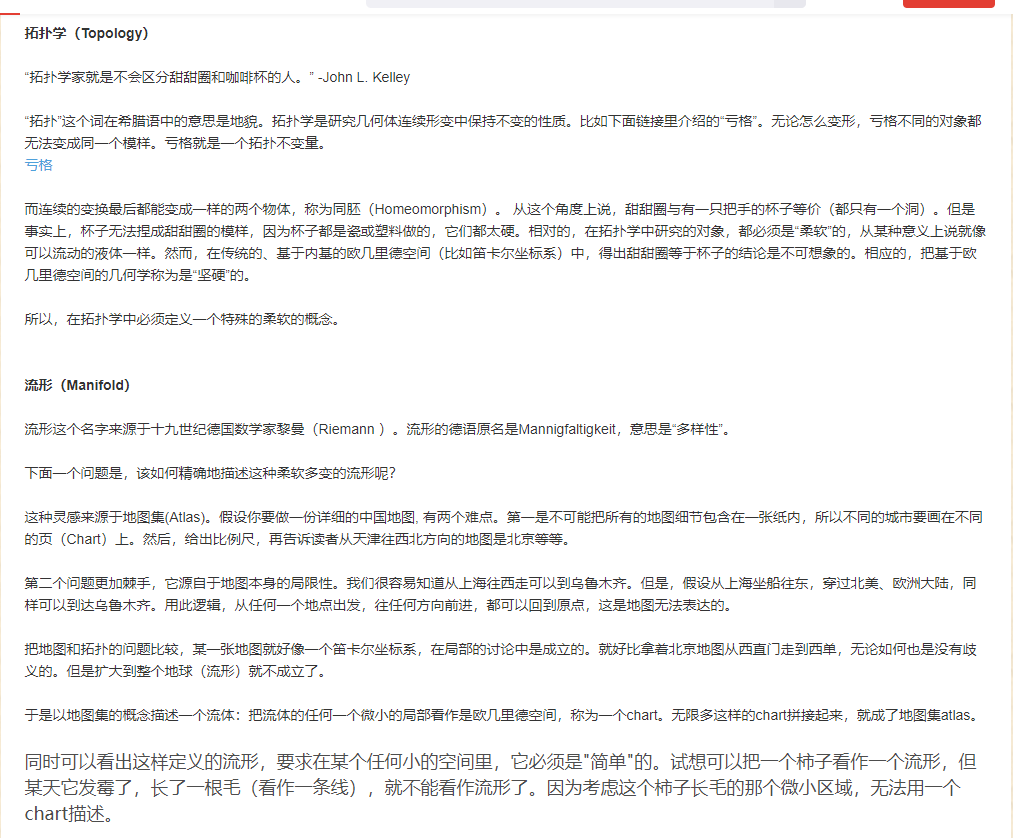 拓扑学（Topology）
“拓扑学家就是不会区分甜甜圈和咖啡杯的人。” -John L. Kelley
“拓扑”这个词在希腊语中的意思是地貌。拓扑学是研究几何体连续形变中保持不变的性质。比如下面链接里介绍的“亏格”。无论怎么变形，亏格不同的对象都
无法变成同一个模样。亏格就是一个拓扑不变量。
亏格
而连续的变换最后都能变成一样的两个物体，称为同胚（Homeomorphism）。 从这个角度上说，甜甜圈与有一只把手的杯子等价（都只有一个洞）。但是
事实上，杯子无法捏成甜甜圈的模样，因为杯子都是瓷或塑料做的，它们都太硬。相对的，在拓扑学中研究的对象，都必须是“柔软”的，从某种意义上说就像
可以流动的液体一样。然而，在传统的、基于内基的欧几里德空间（比如笛卡尔坐标系）中，得出甜甜圈等于杯子的结论是不可想象的。相应的，把基于欧
几里德空间的几何学称为是“坚硬”的。
所以，在拓扑学中必须定义一个特殊的柔软的概念。
流形（Manifold）
流形这个名字来源于十九世纪德国数学家黎曼（Riemann ）。流形的德语原名是Mannigfaltigkeit，意思是“多样性”。
下面一个问题是，该如何精确地描述这种柔软多变的流形呢？
这种灵感来源于地图集(Atlas)。假设你要做一份详细的中国地图, 有两个难点。第一是不可能把所有的地图细节包含在一张纸内，所以不同的城市要画在不同
的页（Chart）上。然后，给出比例尺，再告诉读者从天津往西北方向的地图是北京等等。
第二个问题更加棘手，它源自于地图本身的局限性。我们很容易知道从上海往西走可以到乌鲁木齐。但是，假设从上海坐船往东，穿过北美、欧洲大陆，同
样可以到达乌鲁木齐。用此逻辑，从任何一个地点出发，往任何方向前进，都可以回到原点，这是地图无法表达的。
把地图和拓扑的问题比较，某一张地图就好像一个笛卡尔坐标系，在局部的讨论中是成立的。就好比拿着北京地图从西直门走到西单，无论如何也是没有歧
义的。但是扩大到整个地球（流形）就不成立了。
于是以地图集的概念描述一个流体：把流体的任何一个微小的局部看作是欧几里德空间，称为一个chart。无限多这样的chart拼接起来，就成了地图集atlas。
同时可以看出这样定义的流形，要求在某个任何小的空间里，它必须是"简单"的。试想可以把一个柿子看作一个流形，但
某天它发霉了，长了一根毛（看作一条线），就不能看作流形了。因为考虑这个柿子长毛的那个微小区域，无法用一个
chart描述。